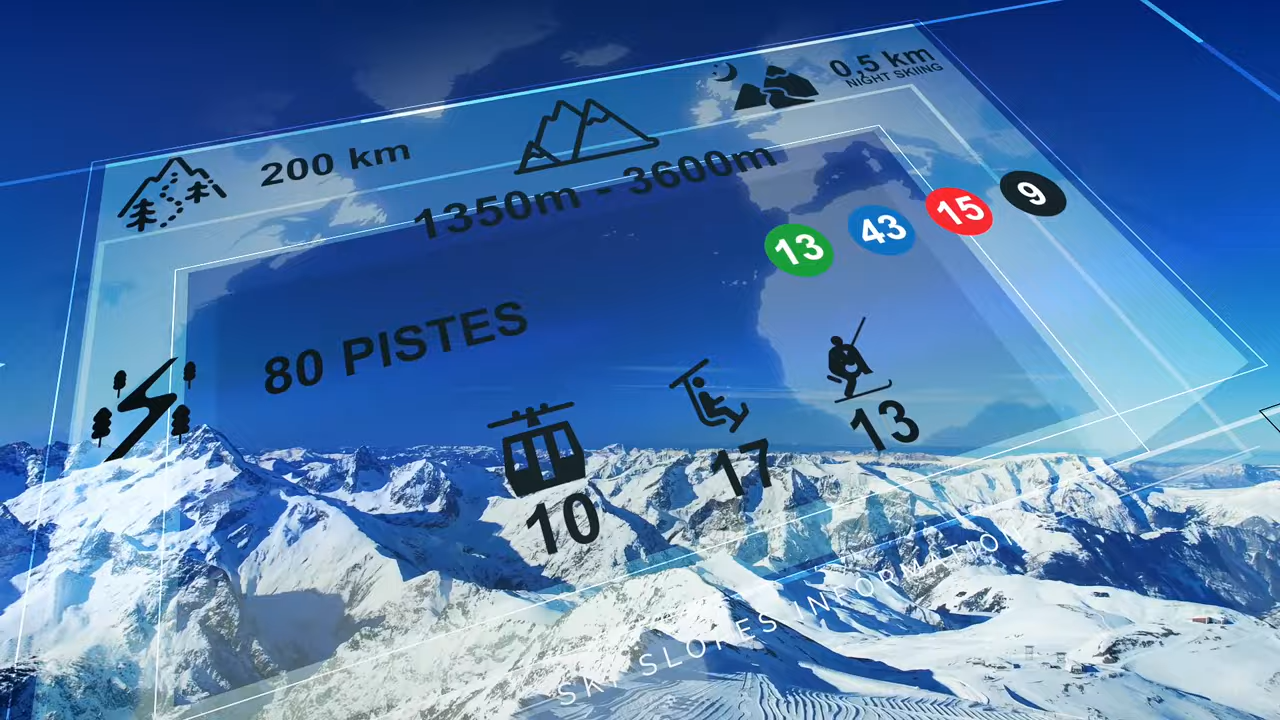 200 km
1350m - 3600m
0,5 km
NIGHT SKIING
13
43
15
9
80 PISTES
10
17
13
SKI SLOPES INFORMATION